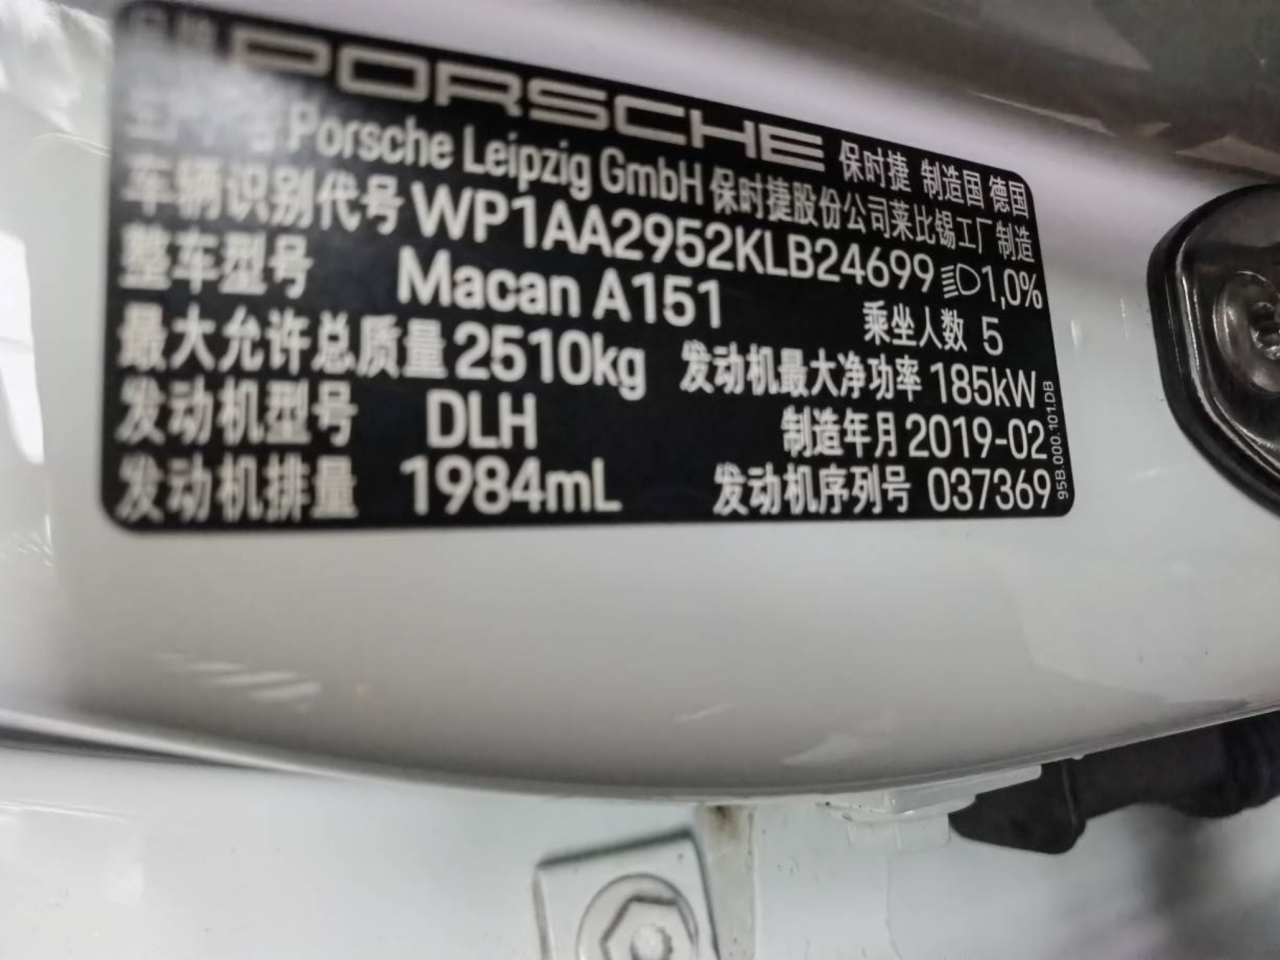 PORSCHE 保时捷 制造国 德国
Porsche Leipzig GmbH 保时捷股份公司莱比锡工厂制造
车辆识别代号 WP1AA2952KLB24699 1,0%
整车型号 Macan A151 乘坐人数 5
最大允许总质量 2510kg 发动机最大净功率 185kW
发动机型号 DLH 制造年月 2019-02
发动机排量 1984mL 发动机序列号 037369
95B.000.101.DB